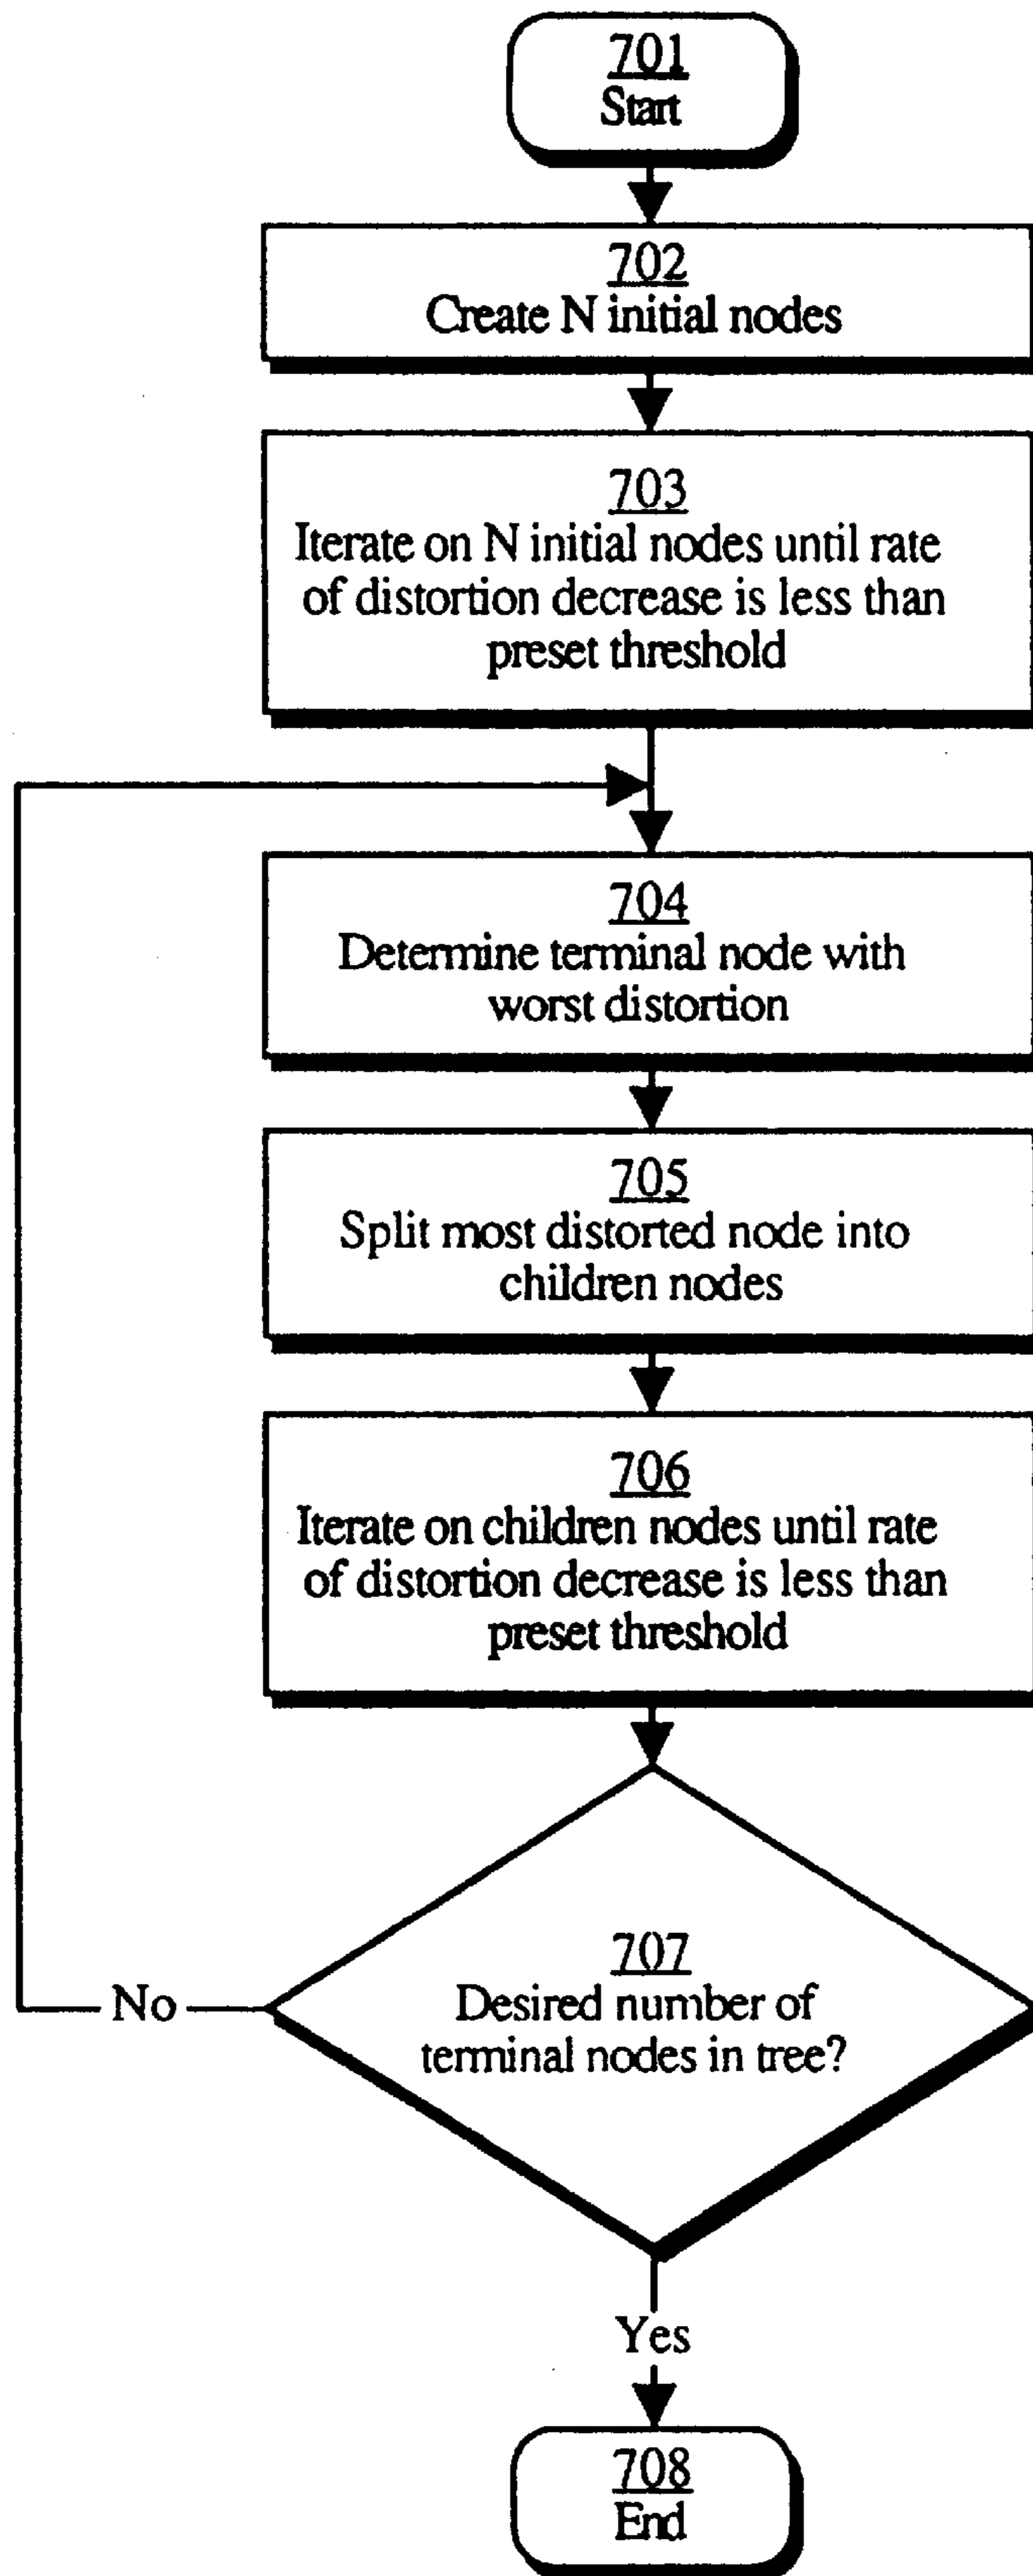 701
Start
702
Create N initial nodes
703
Iterate on N initial nodes until rate
of distortion decrease is less than
preset threshold
704
Determine terminal node with
worst distortion
705
Split most distorted node into
children nodes
706
Iterate on children nodes until rate
of distortion decrease is less than
preset threshold
707
Desired number of
terminal nodes in tree?
No
Yes
708
End